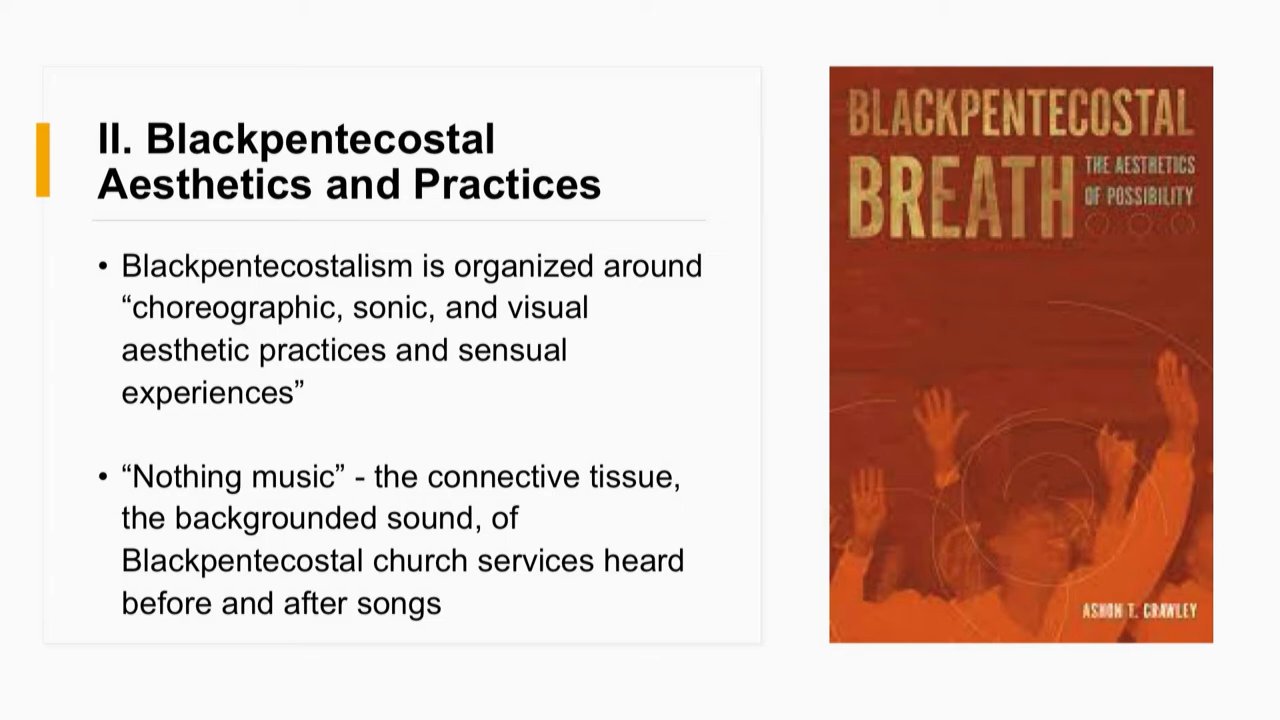 II. Blackpentecostal
Aesthetics and Practices
• Blackpentecostalism is organized around
“choreographic, sonic, and visual
aesthetic practices and sensual
experiences”
• “Nothing music” - the connective tissue,
the backgrounded sound, of
Blackpentecostal church services heard
before and after songs
BLACKPENTECOSTAL
BREATH
THE AESTHETICS
OF POSSIBILITY
ASHON T. CRAWLEY